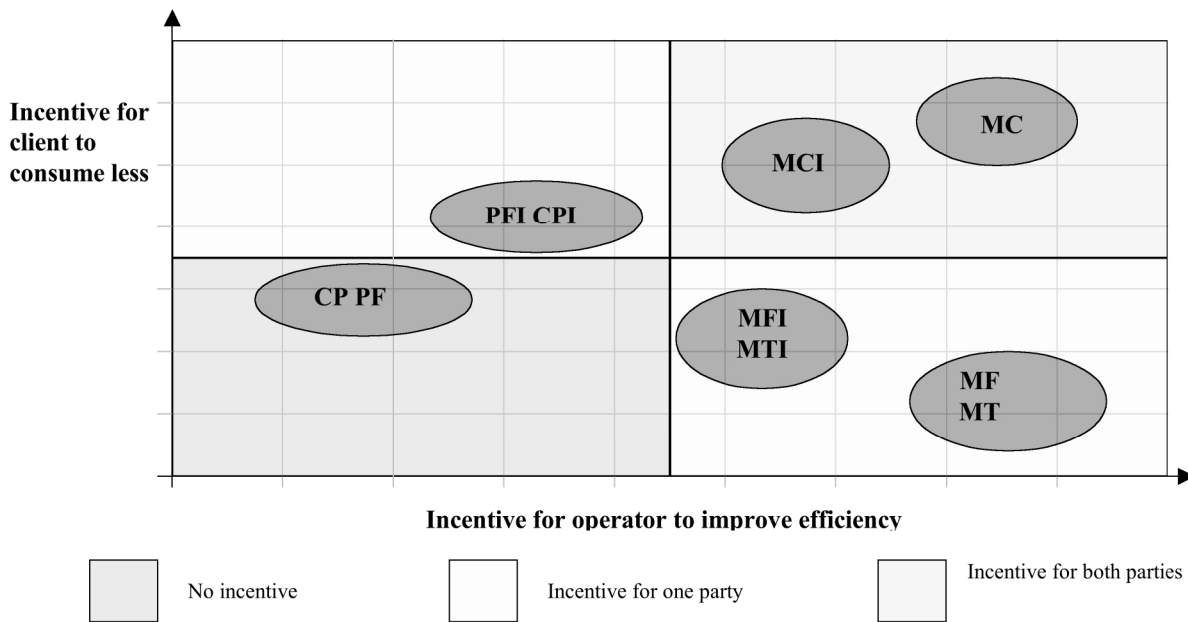 Incentive for
client to
consume less
MC
MCI
PFI CPI
CP PF
MFI
MTI
MF
MT
Incentive for operator to improve efficiency
No incentive
Incentive for one party
Incentive for both parties